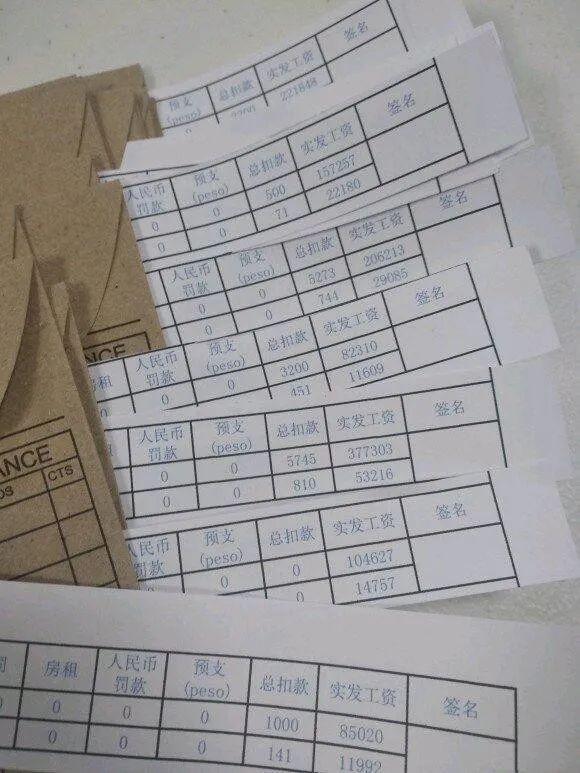 预支 总扣款 实发工资 签名
(peso)
221848
人民币 预支 总扣款 实发工资 签名
罚款 (peso)
0 0 500 157257
0 0 71 22180
人民币 预支 总扣款 实发工资 签名
罚款 (peso)
0 0 5273 206213
0 0 744 29085
房租 人民币 预支 总扣款 实发工资 签名
罚款 (peso)
0 0 0 3200 82310
0 0 451 11609
人民币 预支 总扣款 实发工资 签名
罚款 (peso)
0 0 5745 377303
0 0 810 53216
人民币 预支 总扣款 实发工资 签名
罚款 (peso)
0 0 0 104627
0 0 0 14757
房租 人民币 预支 总扣款 实发工资 签名
罚款 (peso)
0 0 0 0 1000 85020
0 0 0 141 11992
ANCE
ANCE
DS CTS